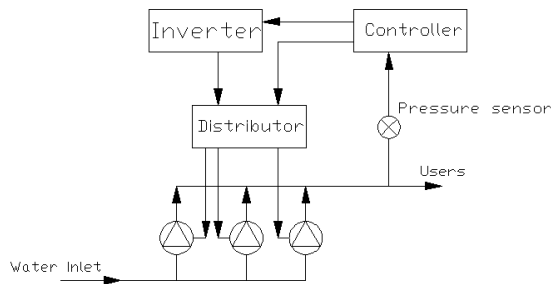 Inverter
Controller
Pressure sensor
Distributor
Users
Water Inlet